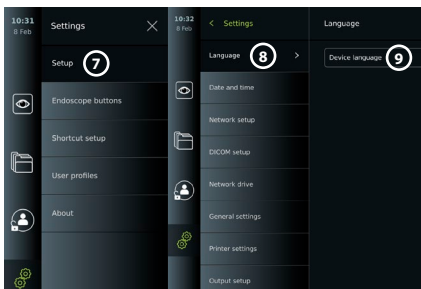 10:31
8 Feb
Settings
Setup
7
Endoscope buttons
Shortcut setup
User profiles
About
10:32
8 Feb
< Settings
Language
8
>
Date and time
Network setup
DICOM setup
Network drive
General settings
Printer settings
Output setup
Language
Device language
9